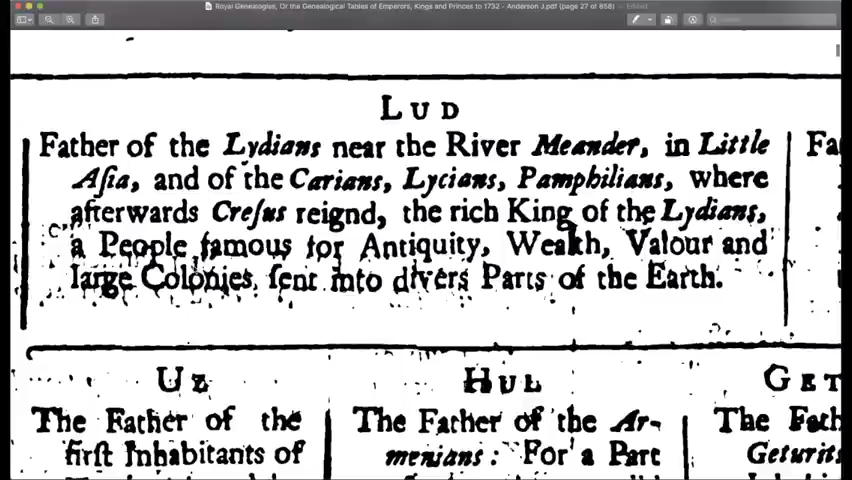 Royal Genealogies, Or the Genealogical Tables of Emperors, Kings and Princes to 1732 - Anderson J.pdf (page 27 of 858) — Edited
LUD
Father of the Lydians near the River Meander, in Little
Aſia, and of the Carians, Lycians, Pamphilians, where
afterwards Creſus reignd, the rich King of the Lydians,
a People famous for Antiquity, Wealth, Valour and
large Colonies, ſent into divers Parts of the Earth.
Fa
UZ
The Father of the
firſt Inhabitants of
HUL
The Father of the Ar-
menians: For a Part
GET
The Fath
Geturits